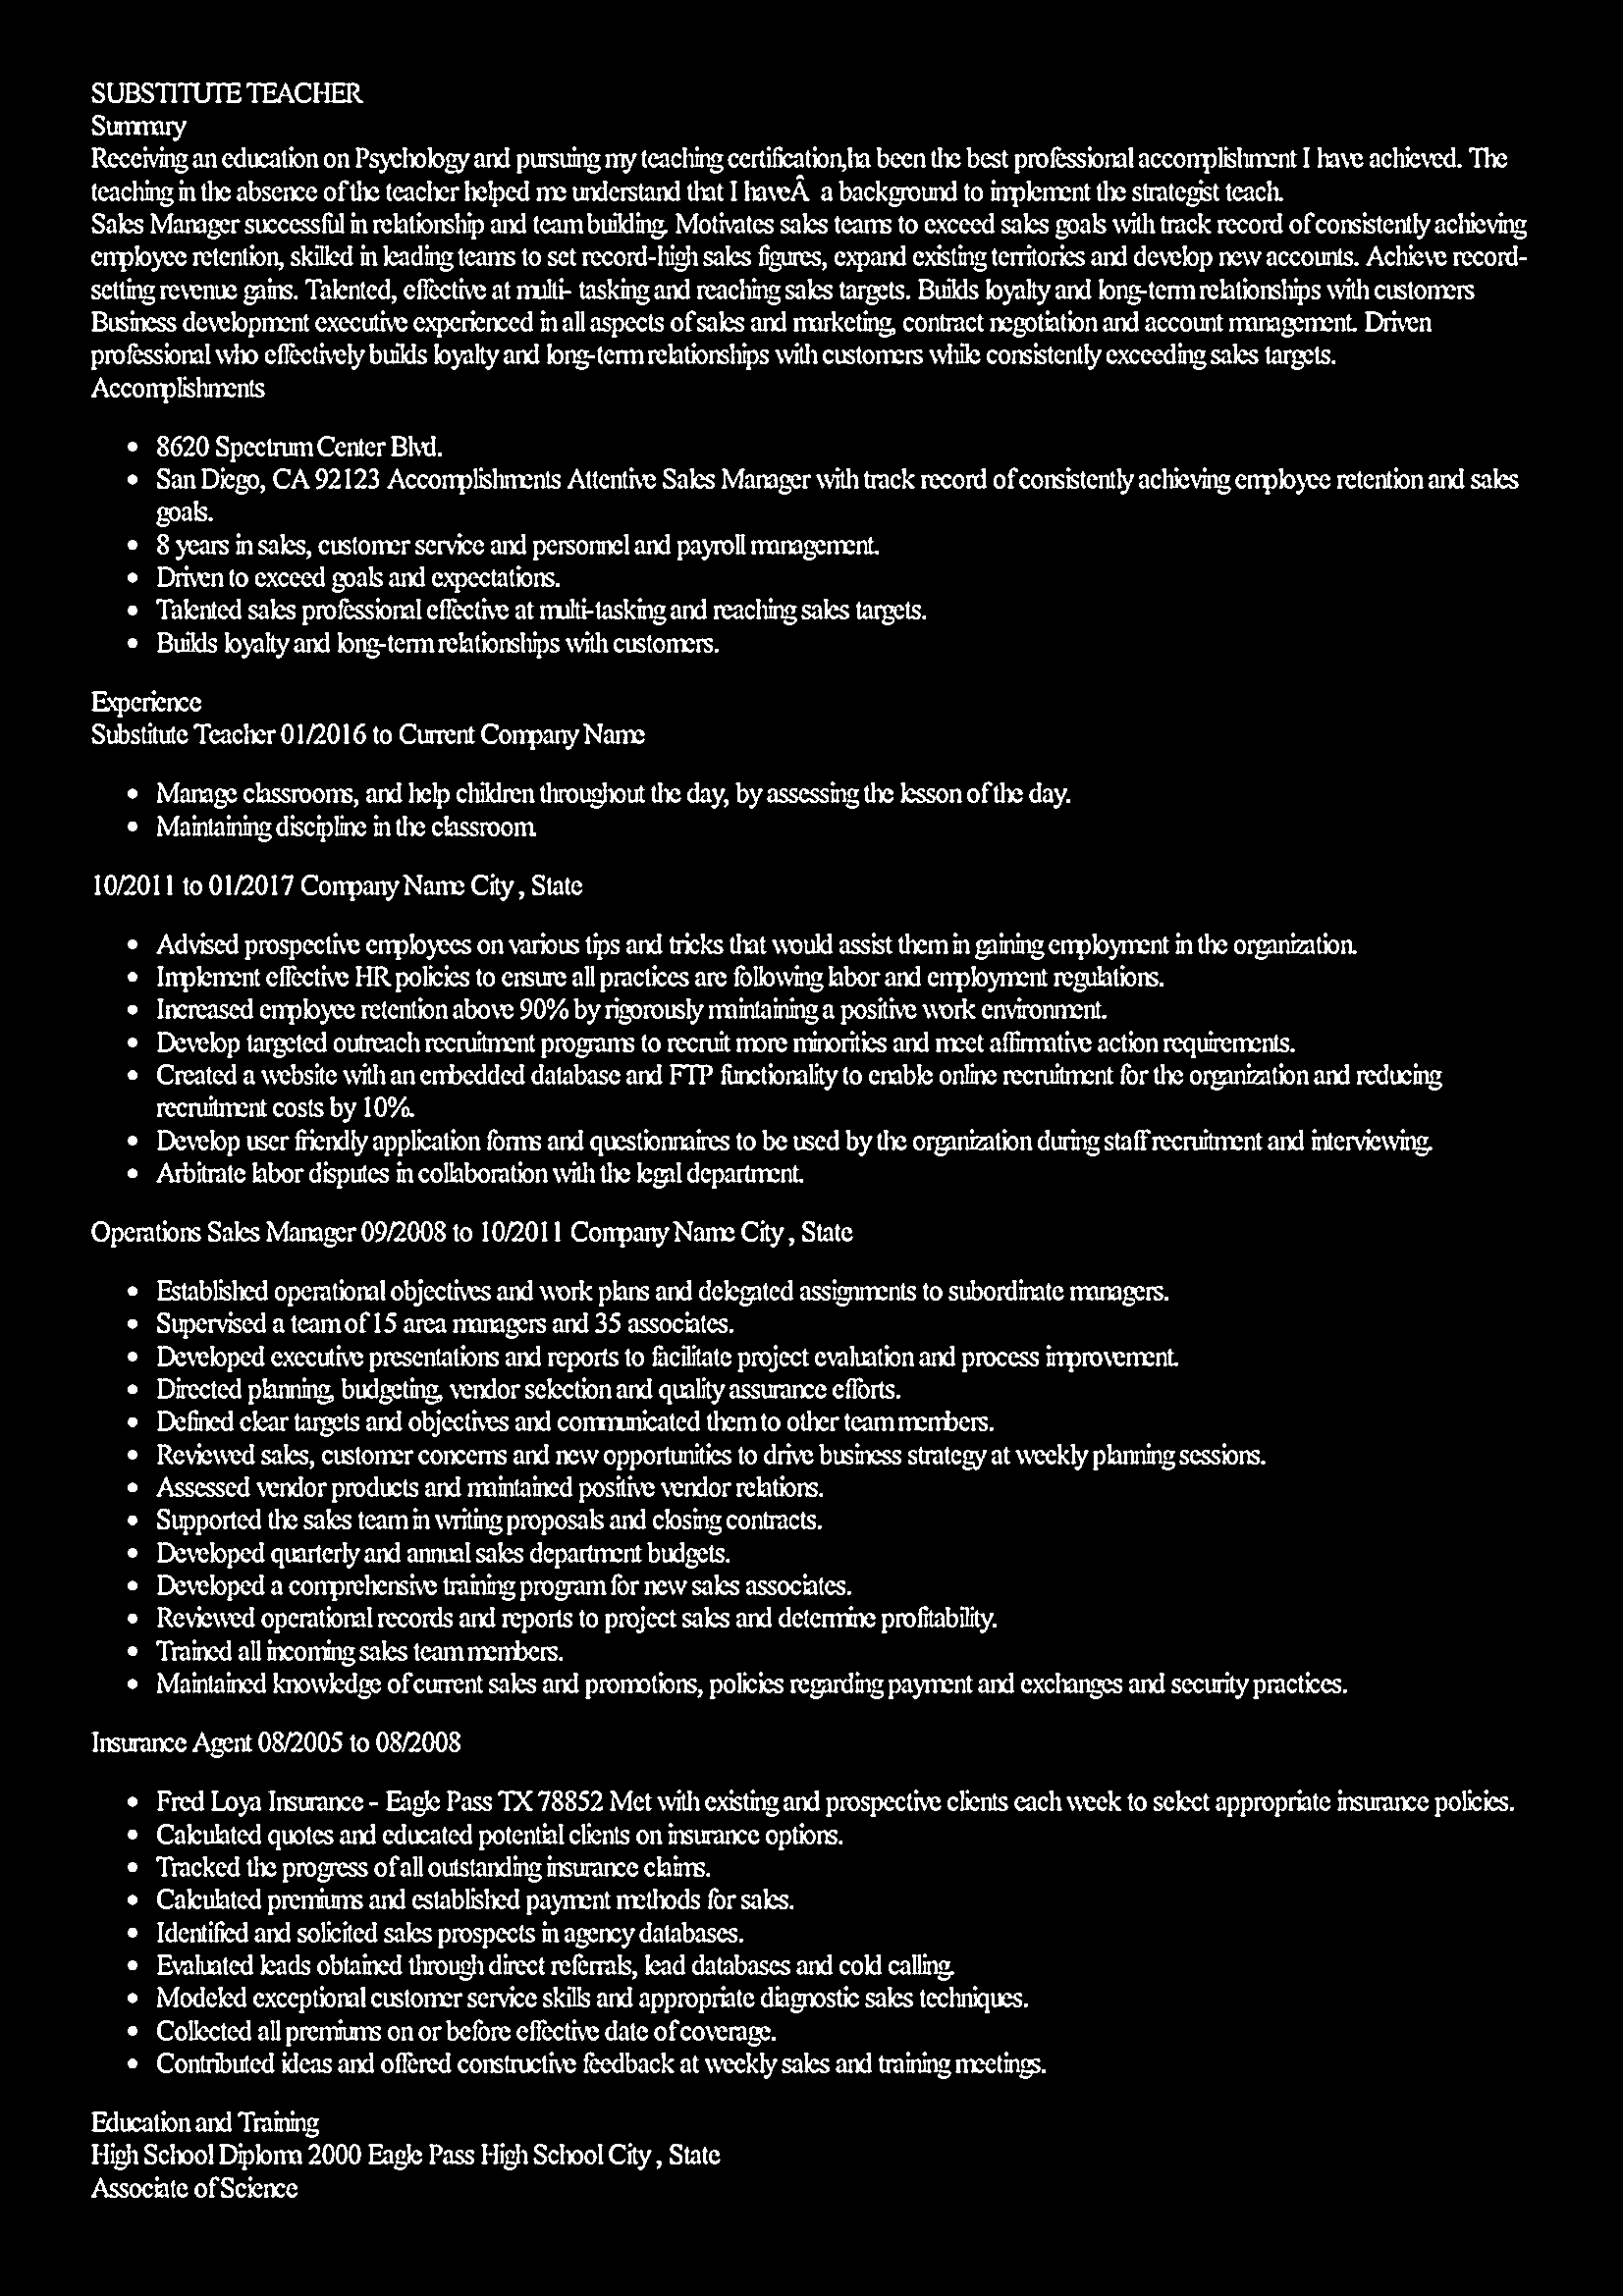 SUBSTITUTE TEACHER
Summary
Receiving an education on Psychology and pursuing my teaching certification,ha been the best professional accomplishment I have achieved. The
teaching in the absence of the teacher helped me understand that I haveÂ  a background to implement the strategist teach.
Sales Manager successful in relationship and team building. Motivates sales teams to exceed sales goals with track record of consistently achieving
employee retention, skilled in leading teams to set record-high sales figures, expand existing territories and develop new accounts. Achieve record-
setting revenue gains. Talented, effective at multi- tasking and reaching sales targets. Builds loyalty and long-term relationships with customers
Business development executive experienced in all aspects of sales and marketing, contract negotiation and account management. Driven
professional who effectively builds loyalty and long-term relationships with customers while consistently exceeding sales targets.
Accomplishments
• 8620 Spectrum Center Blvd.
• San Diego, CA 92123 Accomplishments Attentive Sales Manager with track record of consistently achieving employee retention and sales
goals.
• 8 years in sales, customer service and personnel and payroll management.
• Driven to exceed goals and expectations.
• Talented sales professional effective at multi-tasking and reaching sales targets.
• Builds loyalty and long-term relationships with customers.
Experience
Substitute Teacher 01/2016 to Current Company Name
• Manage classrooms, and help children throughout the day, by assessing the lesson of the day.
• Maintaining discipline in the classroom.
10/2011 to 01/2017 Company Name City , State
• Advised prospective employees on various tips and tricks that would assist them in gaining employment in the organization.
• Implement effective HR policies to ensure all practices are following labor and employment regulations.
• Increased employee retention above 90% by rigorously maintaining a positive work environment.
• Develop targeted outreach recruitment programs to recruit more minorities and meet affirmative action requirements.
• Created a website with an embedded database and FTP functionality to enable online recruitment for the organization and reducing
recruitment costs by 10%.
• Develop user friendly application forms and questionnaires to be used by the organization during staff recruitment and interviewing.
• Arbitrate labor disputes in collaboration with the legal department.
Operations Sales Manager 09/2008 to 10/2011 Company Name City , State
• Established operational objectives and work plans and delegated assignments to subordinate managers.
• Supervised a team of 15 area managers and 35 associates.
• Developed executive presentations and reports to facilitate project evaluation and process improvement.
• Directed planning, budgeting, vendor selection and quality assurance efforts.
• Defined clear targets and objectives and communicated them to other team members.
• Reviewed sales, customer concerns and new opportunities to drive business strategy at weekly planning sessions.
• Assessed vendor products and maintained positive vendor relations.
• Supported the sales team in writing proposals and closing contracts.
• Developed quarterly and annual sales department budgets.
• Developed a comprehensive training program for new sales associates.
• Reviewed operational records and reports to project sales and determine profitability.
• Trained all incoming sales team members.
• Maintained knowledge of current sales and promotions, policies regarding payment and exchanges and security practices.
Insurance Agent 08/2005 to 08/2008
• Fred Loya Insurance - Eagle Pass TX 78852 Met with existing and prospective clients each week to select appropriate insurance policies.
• Calculated quotes and educated potential clients on insurance options.
• Tracked the progress of all outstanding insurance claims.
• Calculated premiums and established payment methods for sales.
• Identified and solicited sales prospects in agency databases.
• Evaluated leads obtained through direct referrals, lead databases and cold calling.
• Modeled exceptional customer service skills and appropriate diagnostic sales techniques.
• Collected all premiums on or before effective date of coverage.
• Contributed ideas and offered constructive feedback at weekly sales and training meetings.
Education and Training
High School Diploma 2000 Eagle Pass High School City , State
Associate of Science